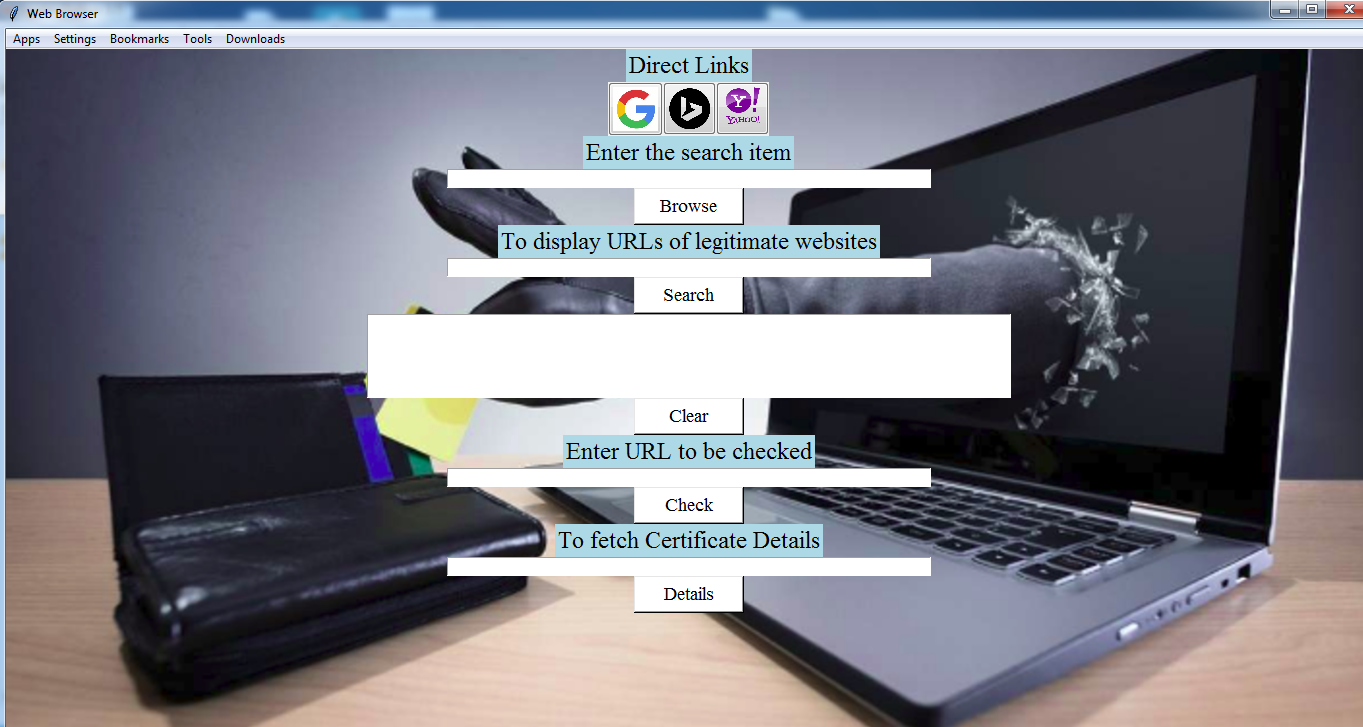 Web Browser
Apps Settings Bookmarks Tools Downloads
Direct Links
G Y! YAHOO!
Enter the search item
Browse
To display URLs of legitimate websites
Search
Clear
Enter URL to be checked
Check
To fetch Certificate Details
Details